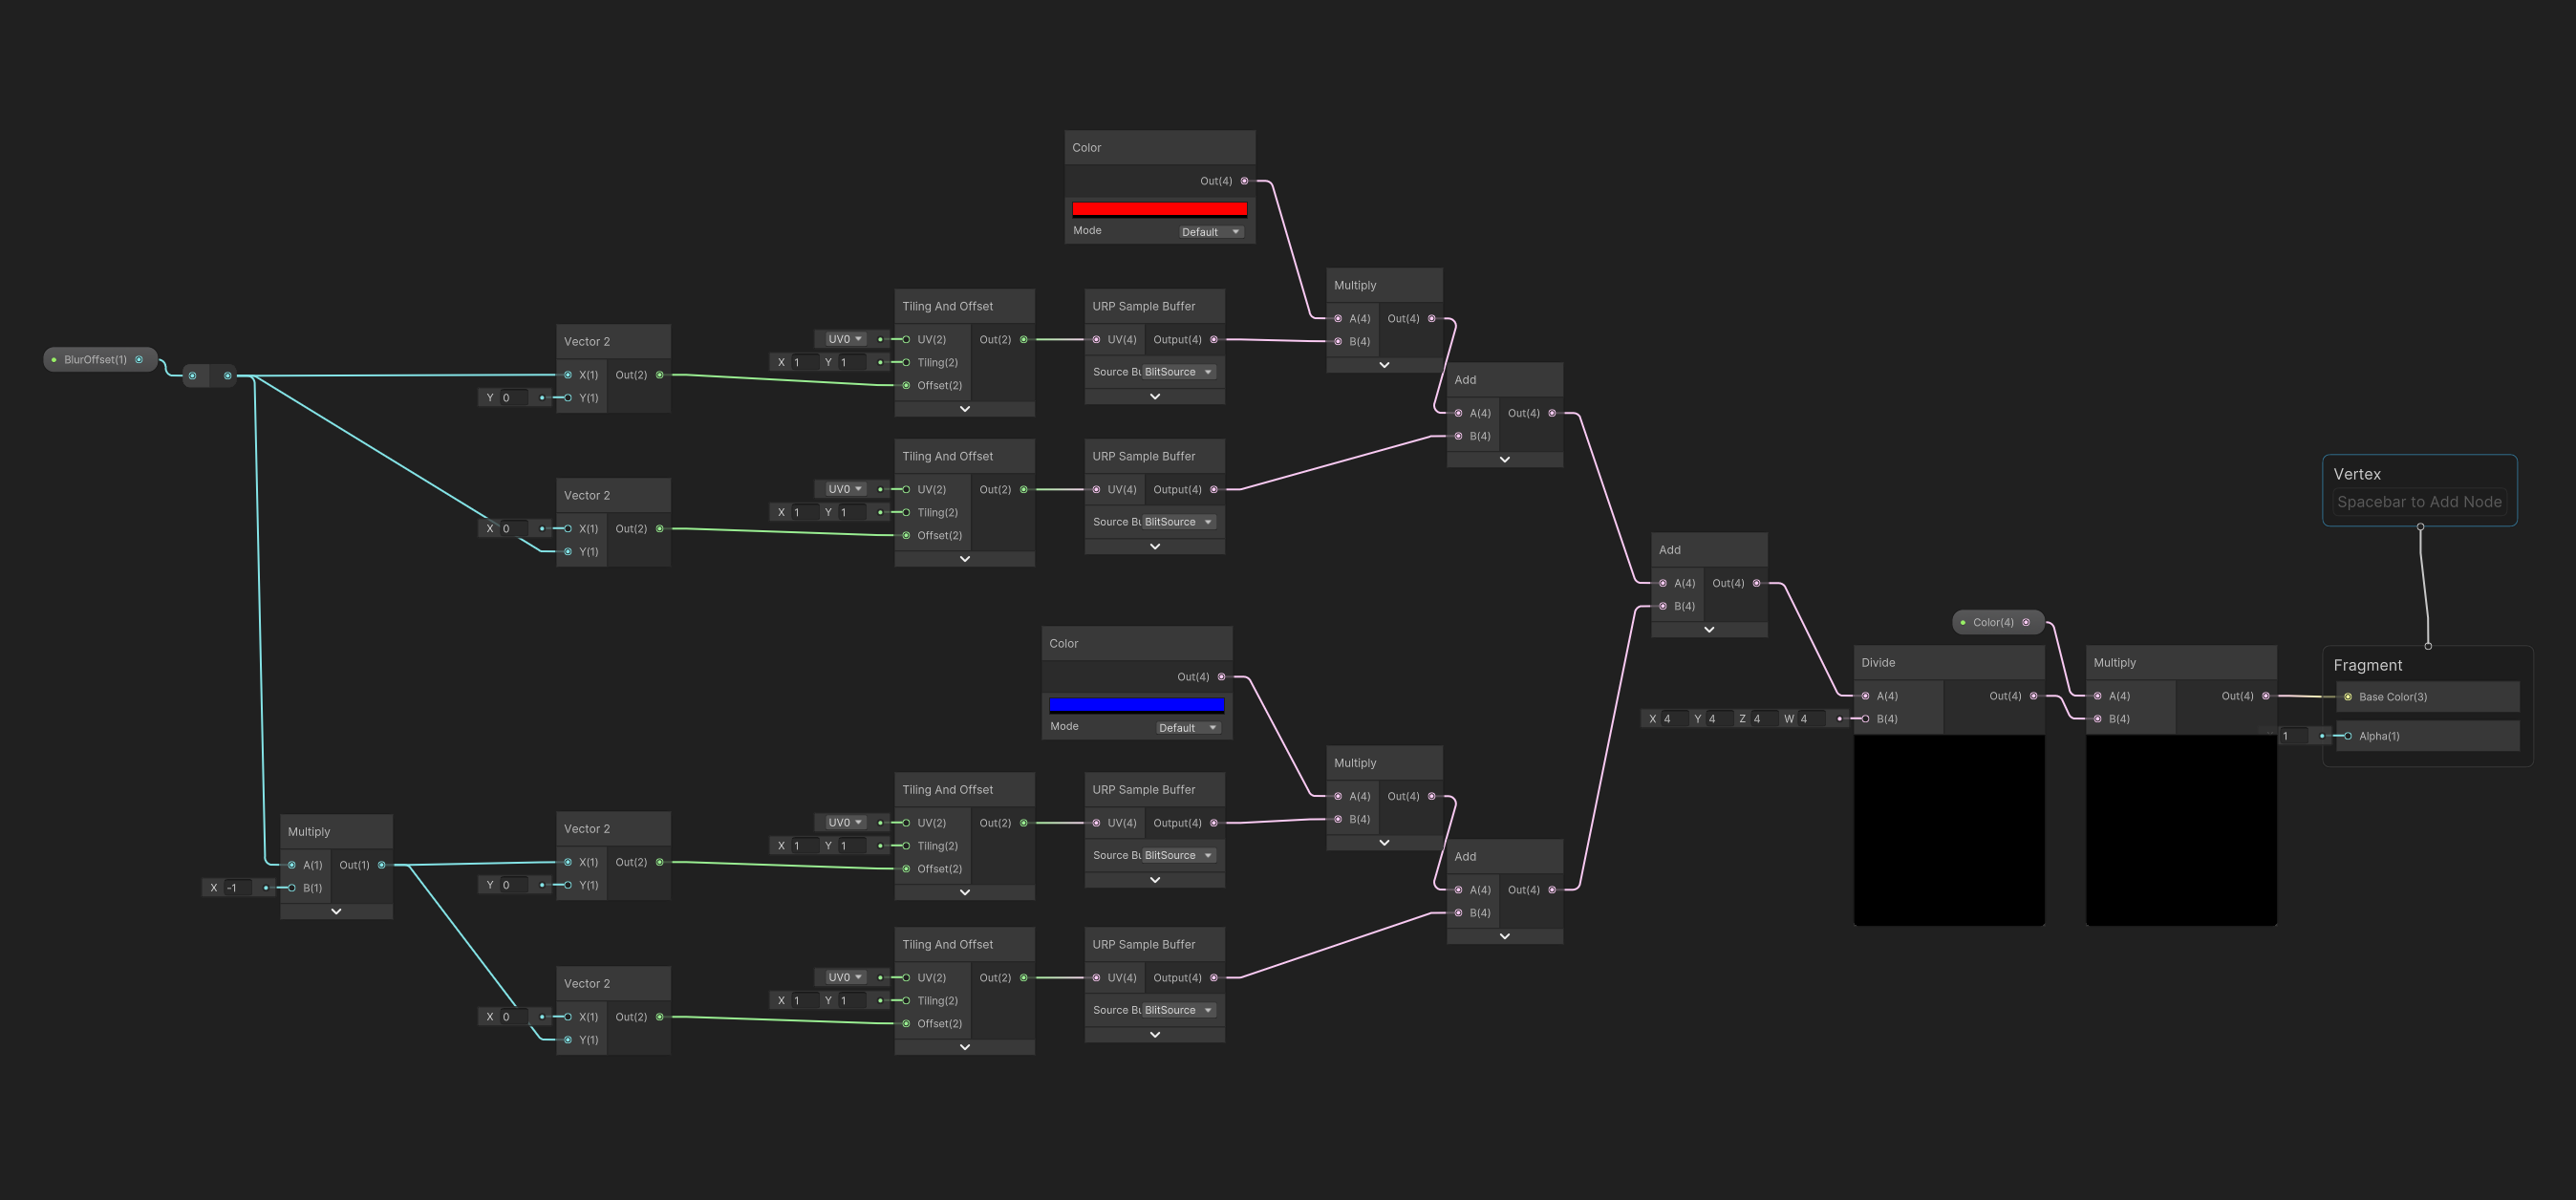 Color
Out(4)
Mode Default
BlurOffset(1)
Vector 2
X(1) Out(2)
Y 0 Y(1)
Tiling And Offset
UV0 UV(2) Out(2)
X 1 Y 1 Tiling(2)
Offset(2)
URP Sample Buffer
UV(4) Output(4)
Source Bu BlitSource
Multiply
A(4) Out(4)
B(4)
Add
A(4) Out(4)
B(4)
Vector 2
X 0 X(1) Out(2)
Y(1)
Tiling And Offset
UV0 UV(2) Out(2)
X 1 Y 1 Tiling(2)
Offset(2)
URP Sample Buffer
UV(4) Output(4)
Source Bu BlitSource
Add
A(4) Out(4)
B(4)
Color
Out(4)
Mode Default
Multiply
A(1) Out(1)
X -1 B(1)
Vector 2
X(1) Out(2)
Y 0 Y(1)
Tiling And Offset
UV0 UV(2) Out(2)
X 1 Y 1 Tiling(2)
Offset(2)
URP Sample Buffer
UV(4) Output(4)
Source Bu BlitSource
Multiply
A(4) Out(4)
B(4)
Add
A(4) Out(4)
B(4)
Vector 2
X 0 X(1) Out(2)
Y(1)
Tiling And Offset
UV0 UV(2) Out(2)
X 1 Y 1 Tiling(2)
Offset(2)
URP Sample Buffer
UV(4) Output(4)
Source Bu BlitSource
Divide
A(4) Out(4)
X 4 Y 4 Z 4 W 4 B(4)
Color(4)
Multiply
A(4) Out(4)
B(4)
Vertex
Spacebar to Add Node
Fragment
Base Color(3)
1 Alpha(1)